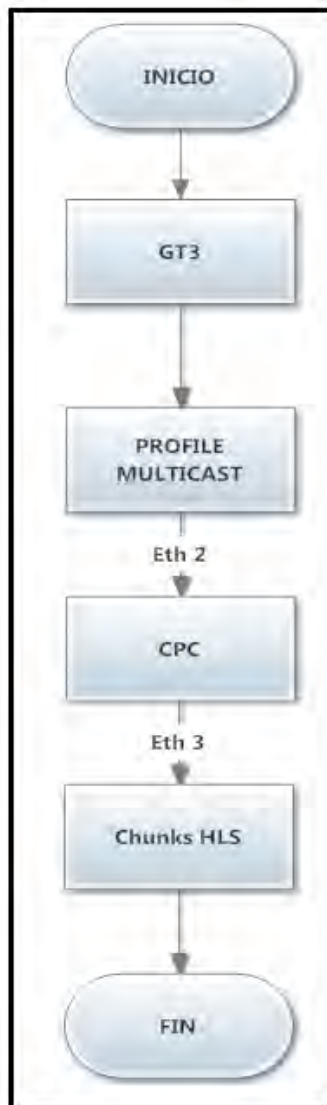 INICIO
GT3
PROFILE
MULTICAST
Eth 2
CPC
Eth 3
Chunks HLS
FIN